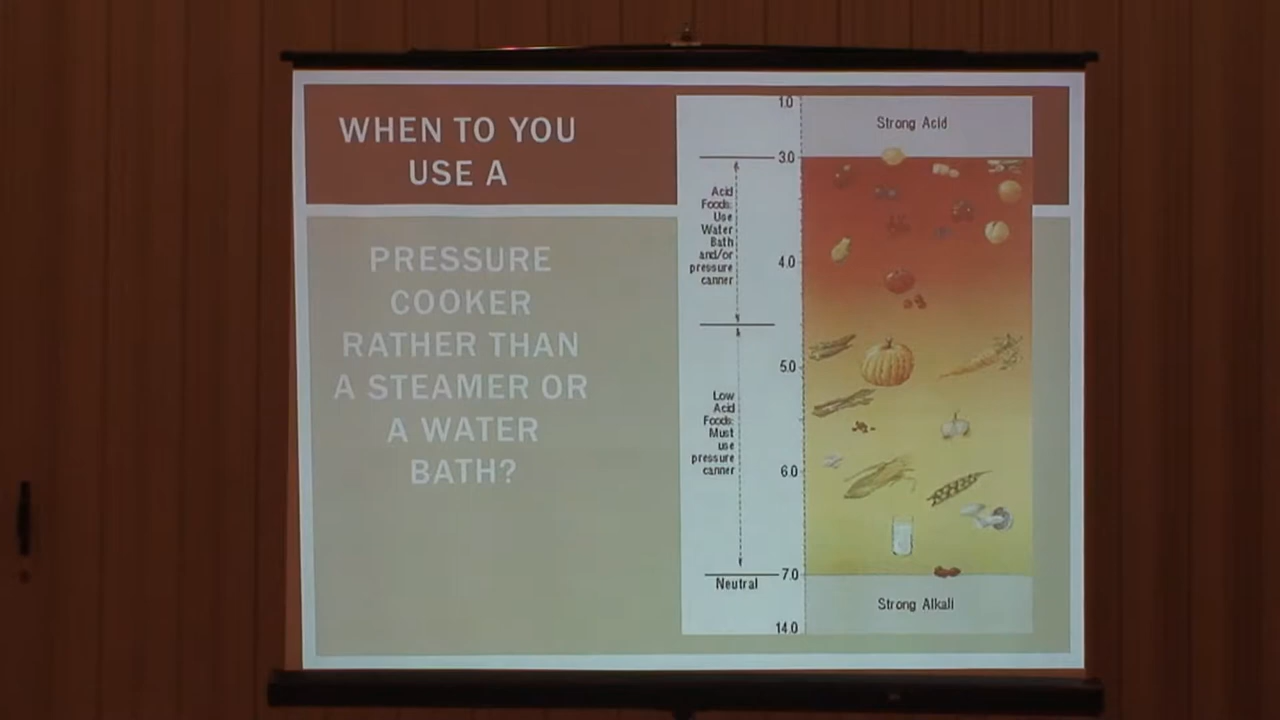 WHEN TO YOU
USE A
PRESSURE
COOKER
RATHER THAN
A STEAMER OR
A WATER
BATH?
1.0
Strong Acid
3.0
Acid
Foods:
Use
Water
Bath
and/or
pressure
canner
4.0
5.0
Low
Acid
Foods:
Must
use
pressure
canner
6.0
7.0
Neutral
Strong Alkali
14.0